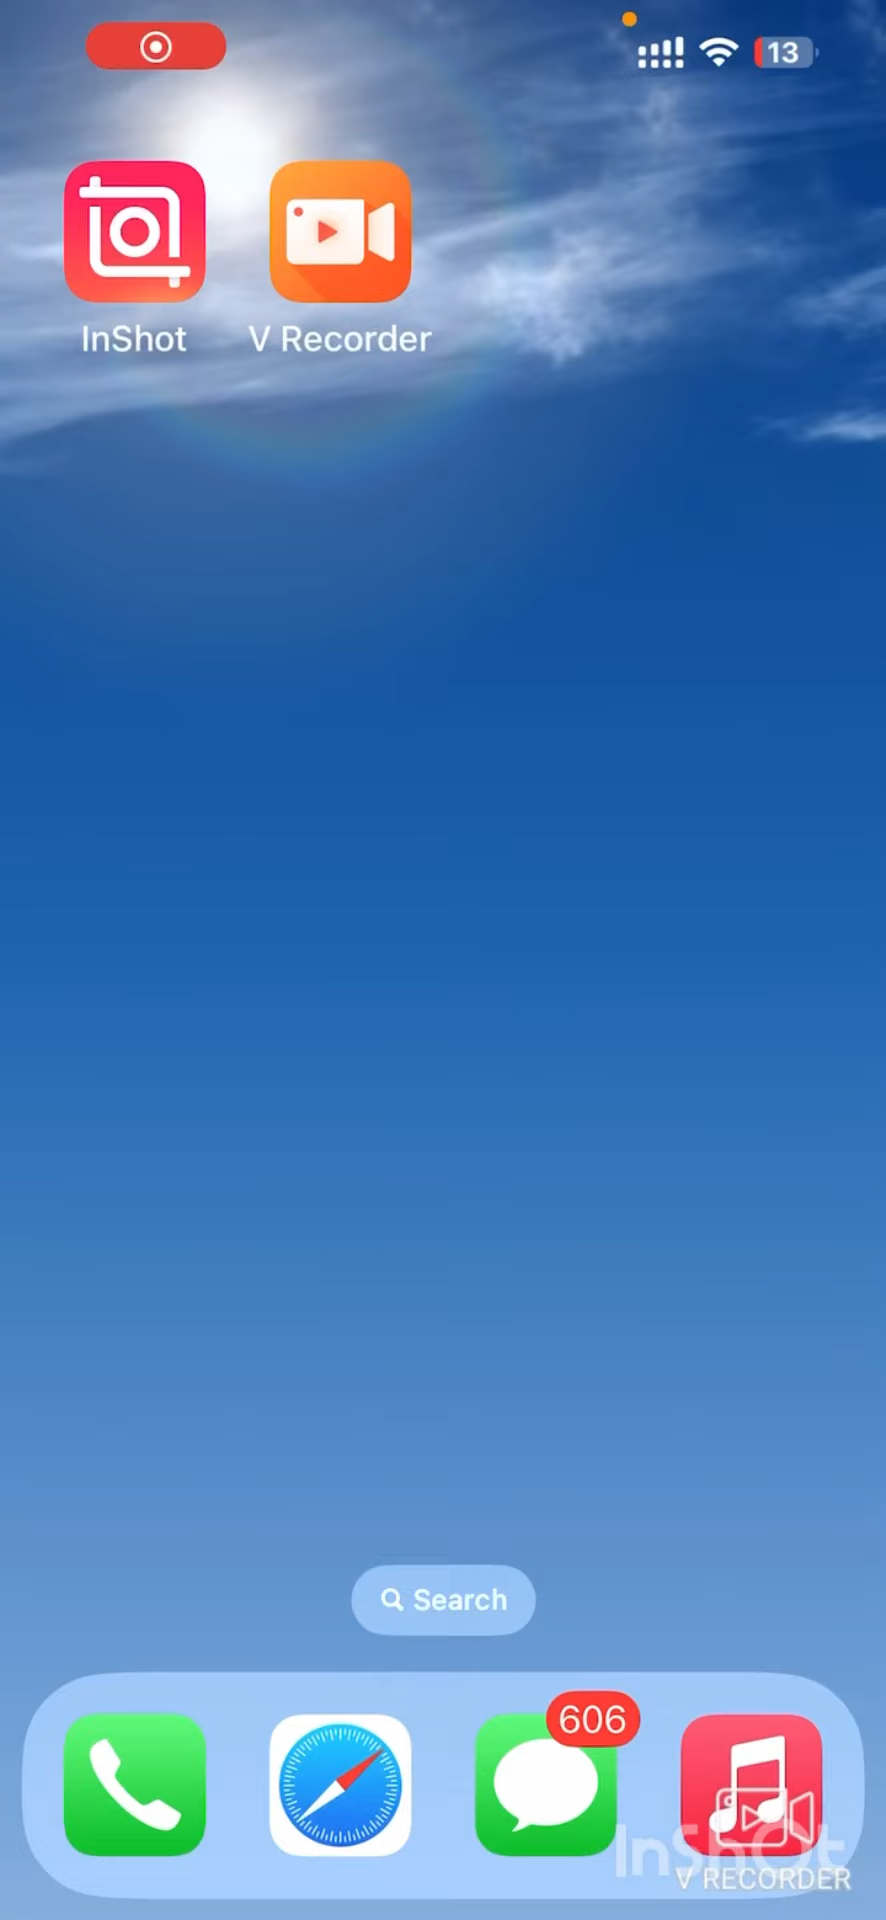 13
InShot V Recorder
Search
606
InShOt
V RECORDER